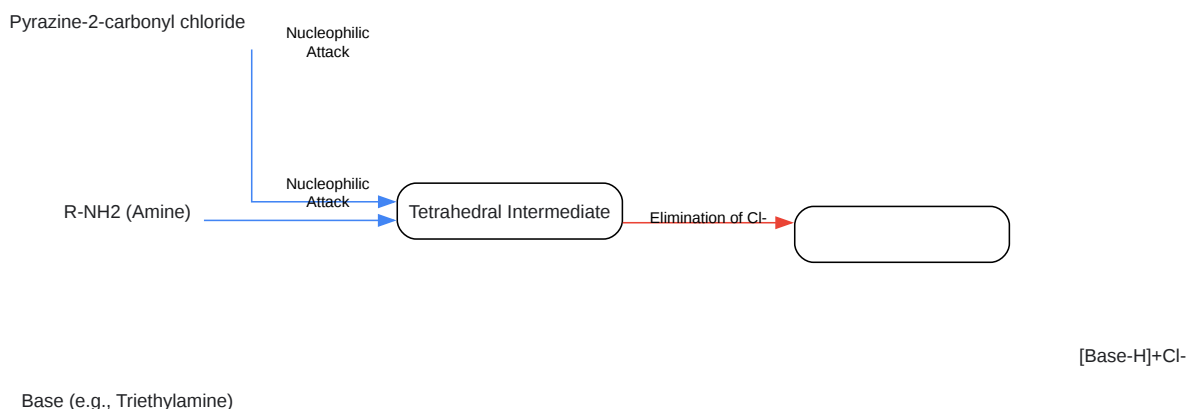 Pyrazine-2-carbonyl chloride
Nucleophilic
Attack
Nucleophilic
Attack
R-NH2 (Amine)
Tetrahedral Intermediate
Elimination of Cl-
[Base-H]+Cl-
Base (e.g., Triethylamine)